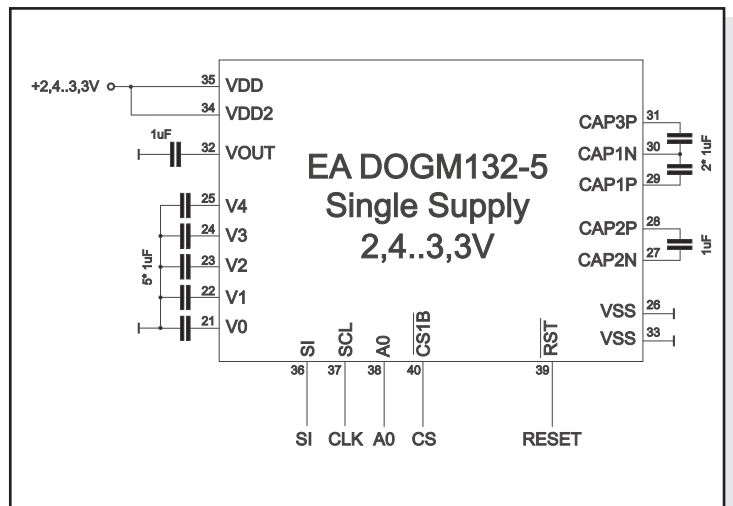 +2,4..3,3V
35 VDD
34 VDD2
1uF
32 VOUT
25 V4
24 V3
23 V2
22 V1
21 V0
5* 1uF
EA DOGM132-5
Single Supply
2,4..3,3V
CAP3P 31
CAP1N 30
CAP1P 29
2* 1uF
CAP2P 28
CAP2N 27
1uF
VSS 26
VSS 33
SI SCL A0 CS1B RST
36 37 38 40 39
SI CLK A0 CS RESET